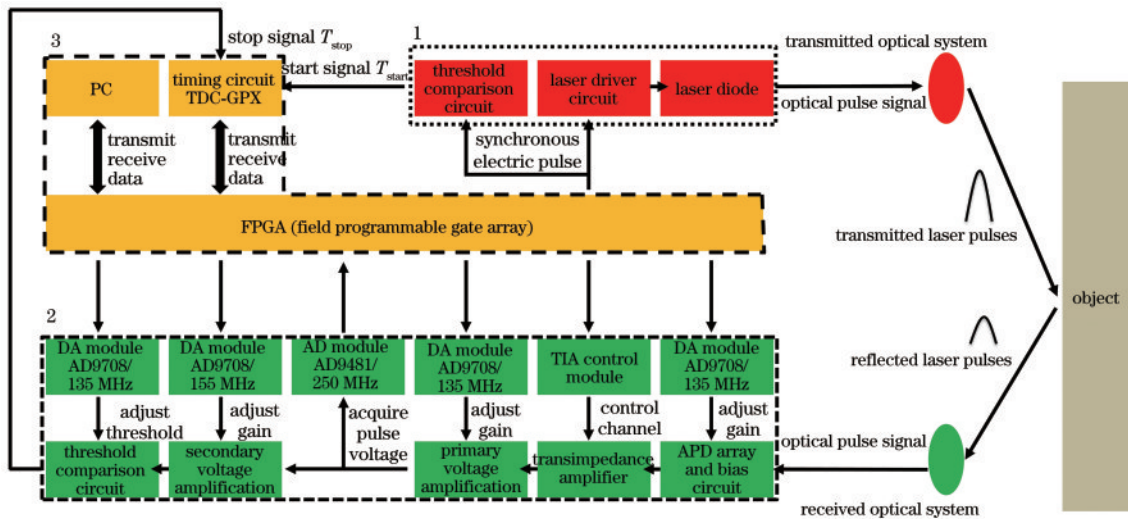 3
stop signal T_stop
1
transmitted optical system
PC
timing circuit
TDC-GPX
start signal T_start
threshold
comparison
circuit
laser driver
circuit
laser diode
optical pulse signal
transmit
receive
data
transmit
receive
data
synchronous
electric pulse
FPGA (field programmable gate array)
transmitted laser pulses
object
2
DA module
AD9708/
135 MHz
DA module
AD9708/
155 MHz
AD module
AD9481/
250 MHz
DA module
AD9708/
135 MHz
TIA control
module
DA module
AD9708/
135 MHz
reflected laser pulses
adjust
threshold
adjust
gain
acquire
pulse
voltage
adjust
gain
control
channel
adjust
gain
threshold
comparison
circuit
secondary
voltage
amplification
primary
voltage
amplification
transimpedance
amplifier
APD array
and bias
circuit
optical pulse signal
received optical system